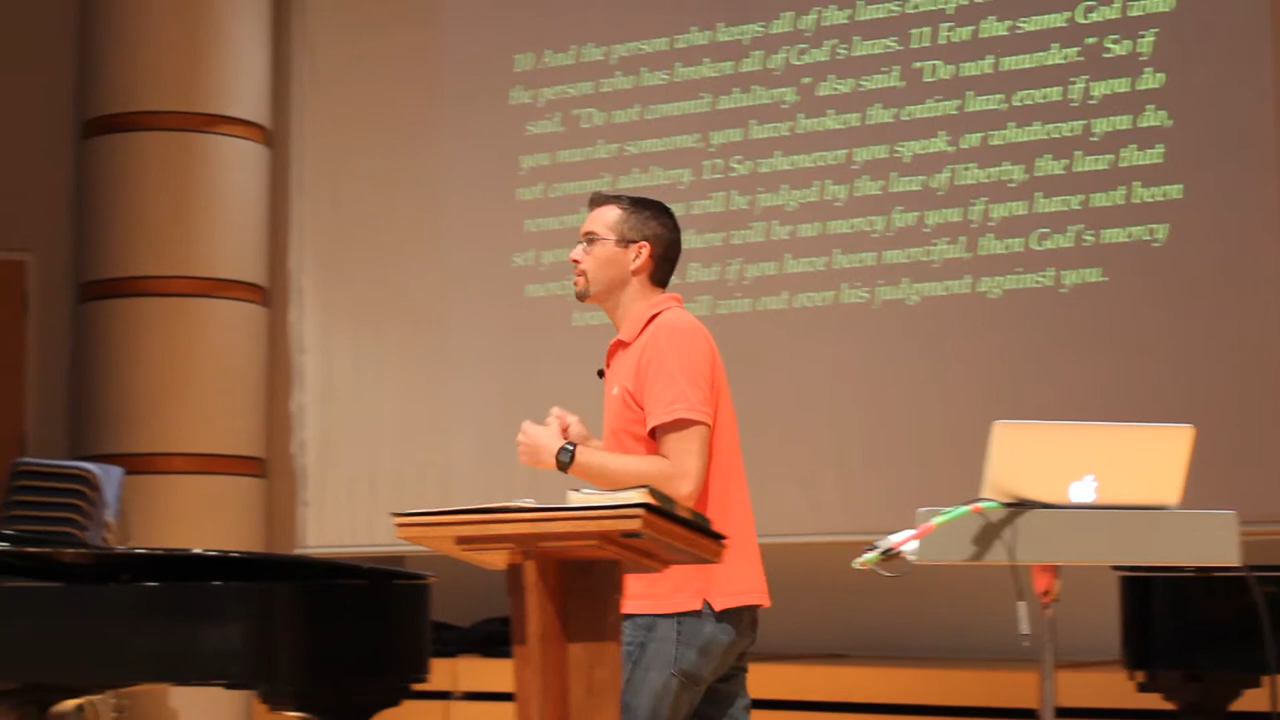 10 And the person who keeps all of the laws except
the person who has broken all of God's laws. 11 For the same God who
said, "Do not commit adultery," also said, "Do not murder." So if
you murder someone, you have broken the entire law, even if you do
not commit adultery. 12 So whenever you speak, or whatever you do,
will be judged by the law of liberty, the law that
set you there will be no mercy for you if you have not been
But if you have been merciful, then God's mercy
will win out over his judgment against you.